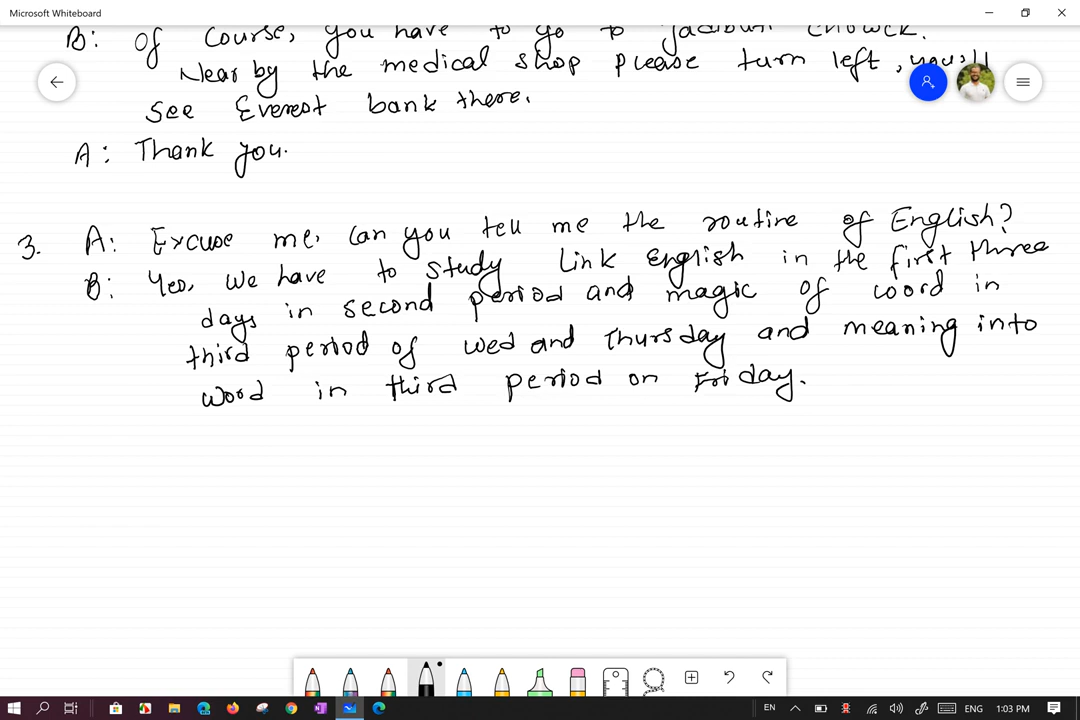 Microsoft Whiteboard
B: Of course, you have to go to
Near by the medical shop please turn left, you'll
see Everest bank there.
A: Thank you.
3. A: Excuse me, can you tell me the routine of English?
B: Yes, we have to study Link English in the first three
days in second period and magic of word in
third period of wed and Thursday and meaning into
word in third period on Friday.
EN ENG 1:03 PM